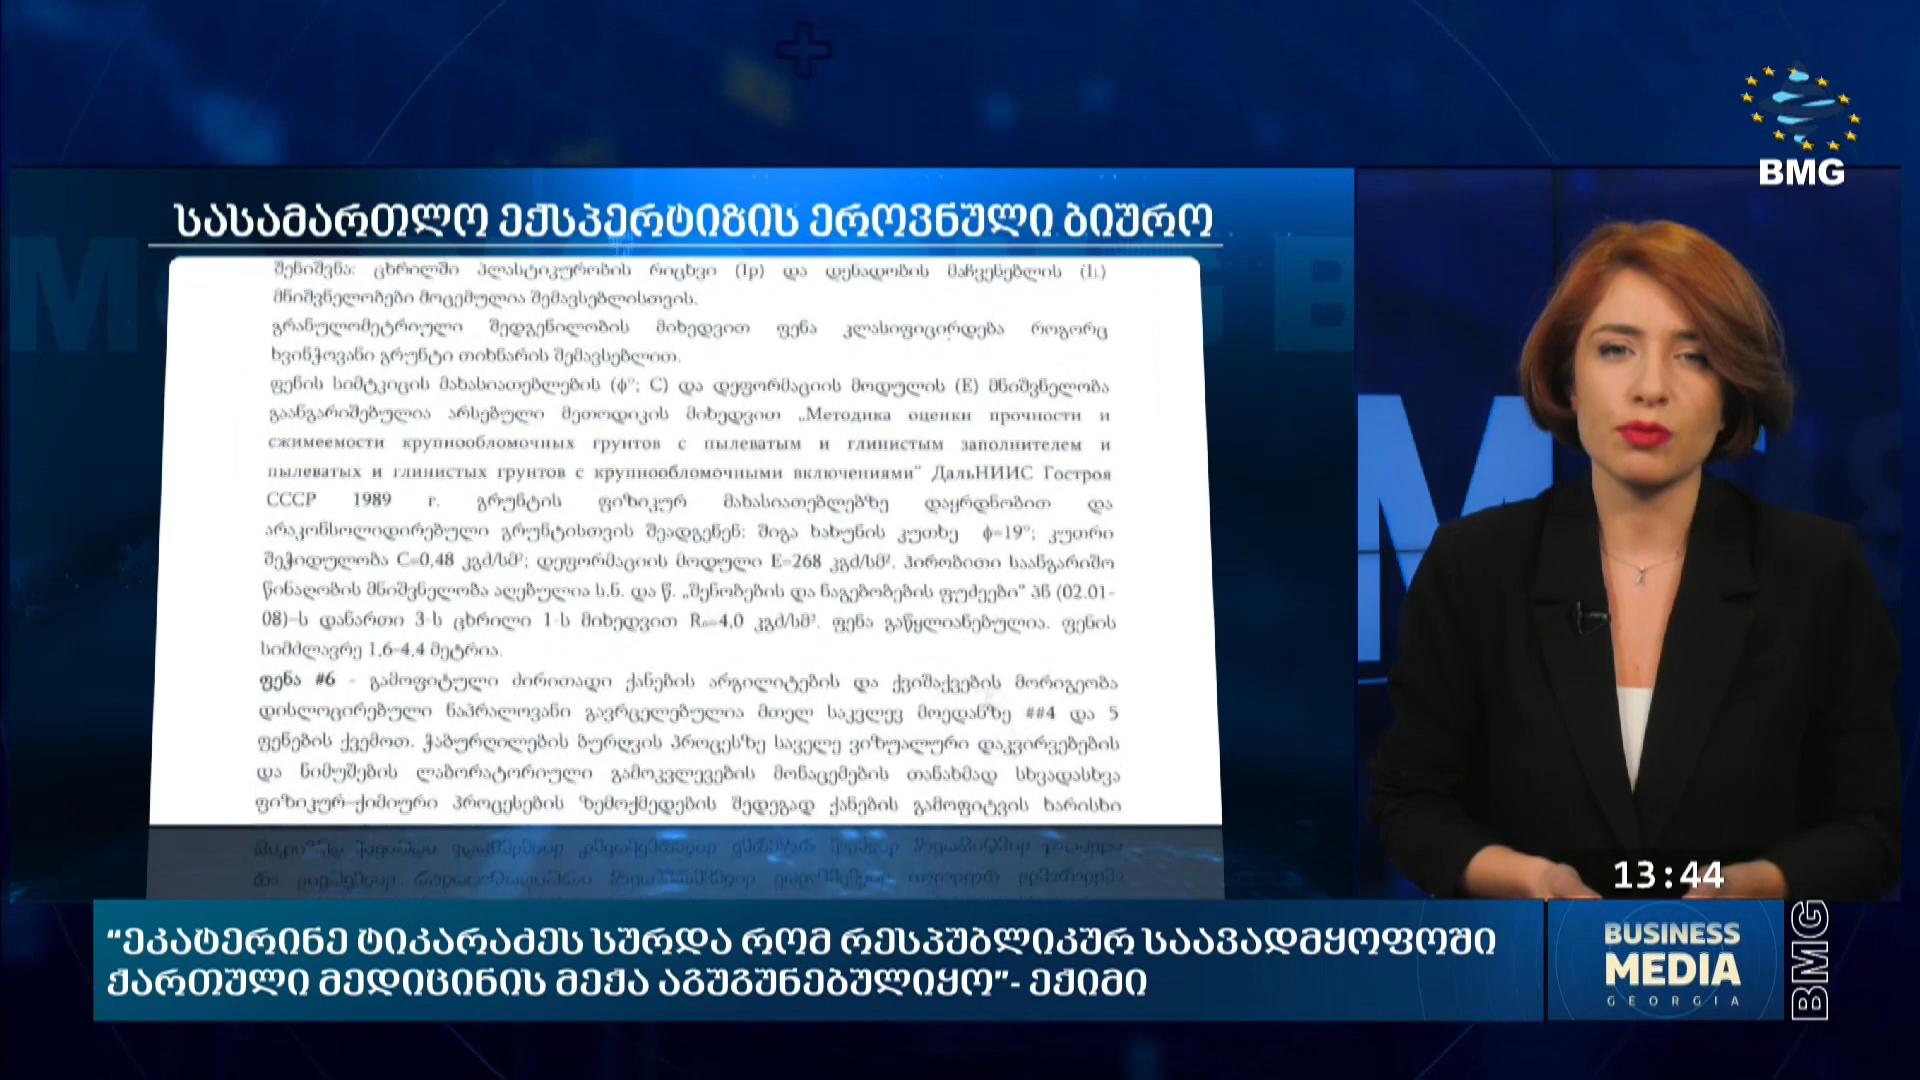 BMG
სასამართლო ექსპერტიზის ეროვნული ბიურო
შენიშვნა: ცხრილში პლასტიკურობის რიცხვი (Ip) და დენადობის მაჩვენებლის (IL)
მნიშვნელობები მოცემულია შემავსებლისთვის.
გრანულომეტრიული შედგენილობის მიხედვით ფენა კლასიფიცირდება როგორც
ხვინჭოვანი გრუნტი თიხნარის შემავსებლით.
ფენის სიმტკიცის მახასიათებლების (ϕº; C) და დეფორმაციის მოდულის (E) მნიშვნელობა
გაანგარიშებულია არსებული მეთოდიკის მიხედვით „Методика оценки прочности и
сжимеемости крупнообломочных грунтов с пылеватым и глинистым заполнителем и
пылеватых и глинистых грунтов с крупнообломочными включениями" ДальНИИС Гостроя
СССР 1989 г. გრუნტის ფიზიკურ მახასიათებლებზე დაყრდნობით და
არაკონსოლიდირებული გრუნტისთვის შეადგენენ: შიგა ხახუნის კუთხე ϕ=19º; კუთრი
შეჭიდულობა C=0,48 კგძ/სმ²; დეფორმაციის მოდული E=268 კგძ/სმ². პირობითი საანგარიშო
წინაღობის მნიშვნელობა აღებულია ს.ნ. და წ. „შენობების და ნაგებობების ფუძეები" პნ (02.01-
08)-ს დანართი 3-ს ცხრილი 1-ს მიხედვით R₀=4,0 კგძ/სმ². ფენა გაწყლიანებულია. ფენის
სიმძლავრე 1,6-4,4 მეტრია.
ფენა #6 - გამოფიტული ძირითადი ქანების არგილიტების და ქვიშაქვების მორიგეობა
დისლოცირებული ნაპრალოვანი გავრცელებულია მთელ საკვლევ მოედანზე ##4 და 5
ფენების ქვემოთ. ჭაბურღილების ბურღვის პროცესზე საველე ვიზუალური დაკვირვებების
და ნიმუშების ლაბორატორიული გამოკვლევების მონაცემების თანახმად სხვადასხვა
ფიზიკურ-ქიმიური პროცესების ზემოქმედების შედეგად ქანების გამოფიტვის ხარისხი
13:44
“ეკატერინე ტიკარაძეს სურდა რომ რესპუბლიკურ საავადმყოფოში
ქართული მედიცინის მექა აგუგუნებულიყო”- ექიმი
BUSINESS
MEDIA
GEORGIA
BMG